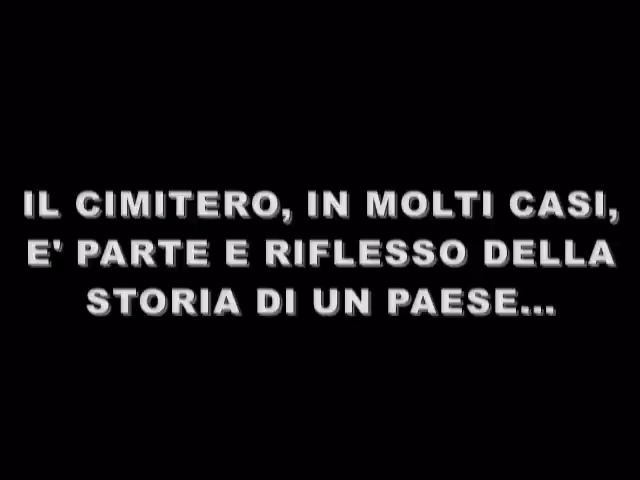 IL CIMITERO, IN MOLTI CASI,
E' PARTE E RIFLESSO DELLA
STORIA DI UN PAESE...